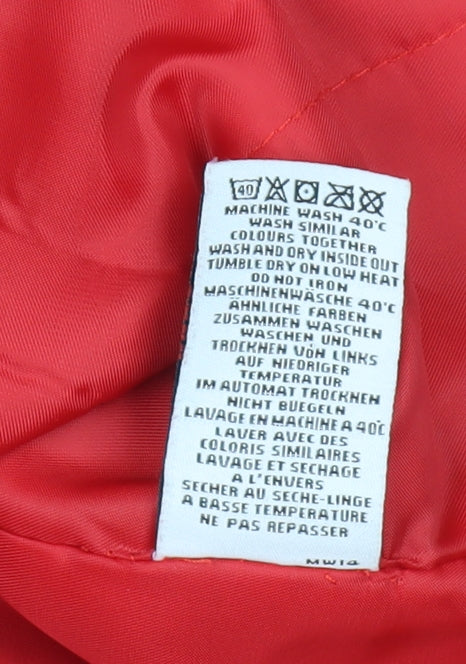 40
MACHINE WASH 40°C
WASH SIMILAR
COLOURS TOGETHER
WASH AND DRY INSIDE OUT
TUMBLE DRY ON LOW HEAT
DO NOT IRON
MASCHINENWÄSCHE 40°C
ÄHNLICHE FARBEN
ZUSAMMEN WASCHEN
WASCHEN UND
TROCKNEN VON LINKS
AUF NIEDRIGER
TEMPERATUR
IM AUTOMAT TROCKNEN
NICHT BUEGELN
LAVAGE EN MACHINE A 40°C
LAVER AVEC DES
COLORIS SIMILAIRES
LAVAGE ET SECHAGE
A L'ENVERS
SECHER AU SECHE-LINGE
A BASSE TEMPERATURE
NE PAS REPASSER
MW14